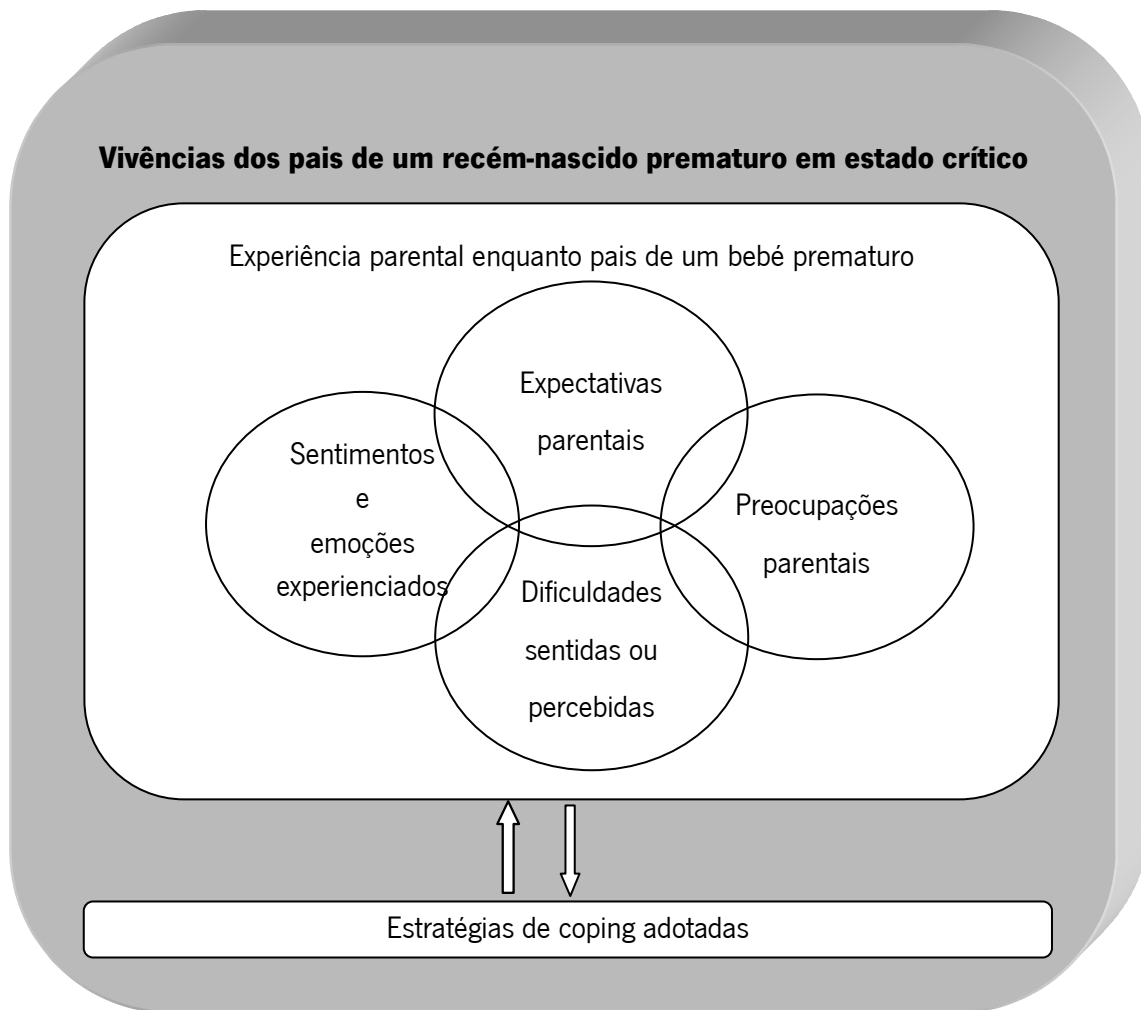 Vivências dos pais de um recém-nascido prematuro em estado crítico
Experiência parental enquanto pais de um bebé prematuro
Expectativas
parentais
Sentimentos
e
emoções
experienciados
Preocupações
parentais
Dificuldades
sentidas ou
percebidas
Estratégias de coping adotadas